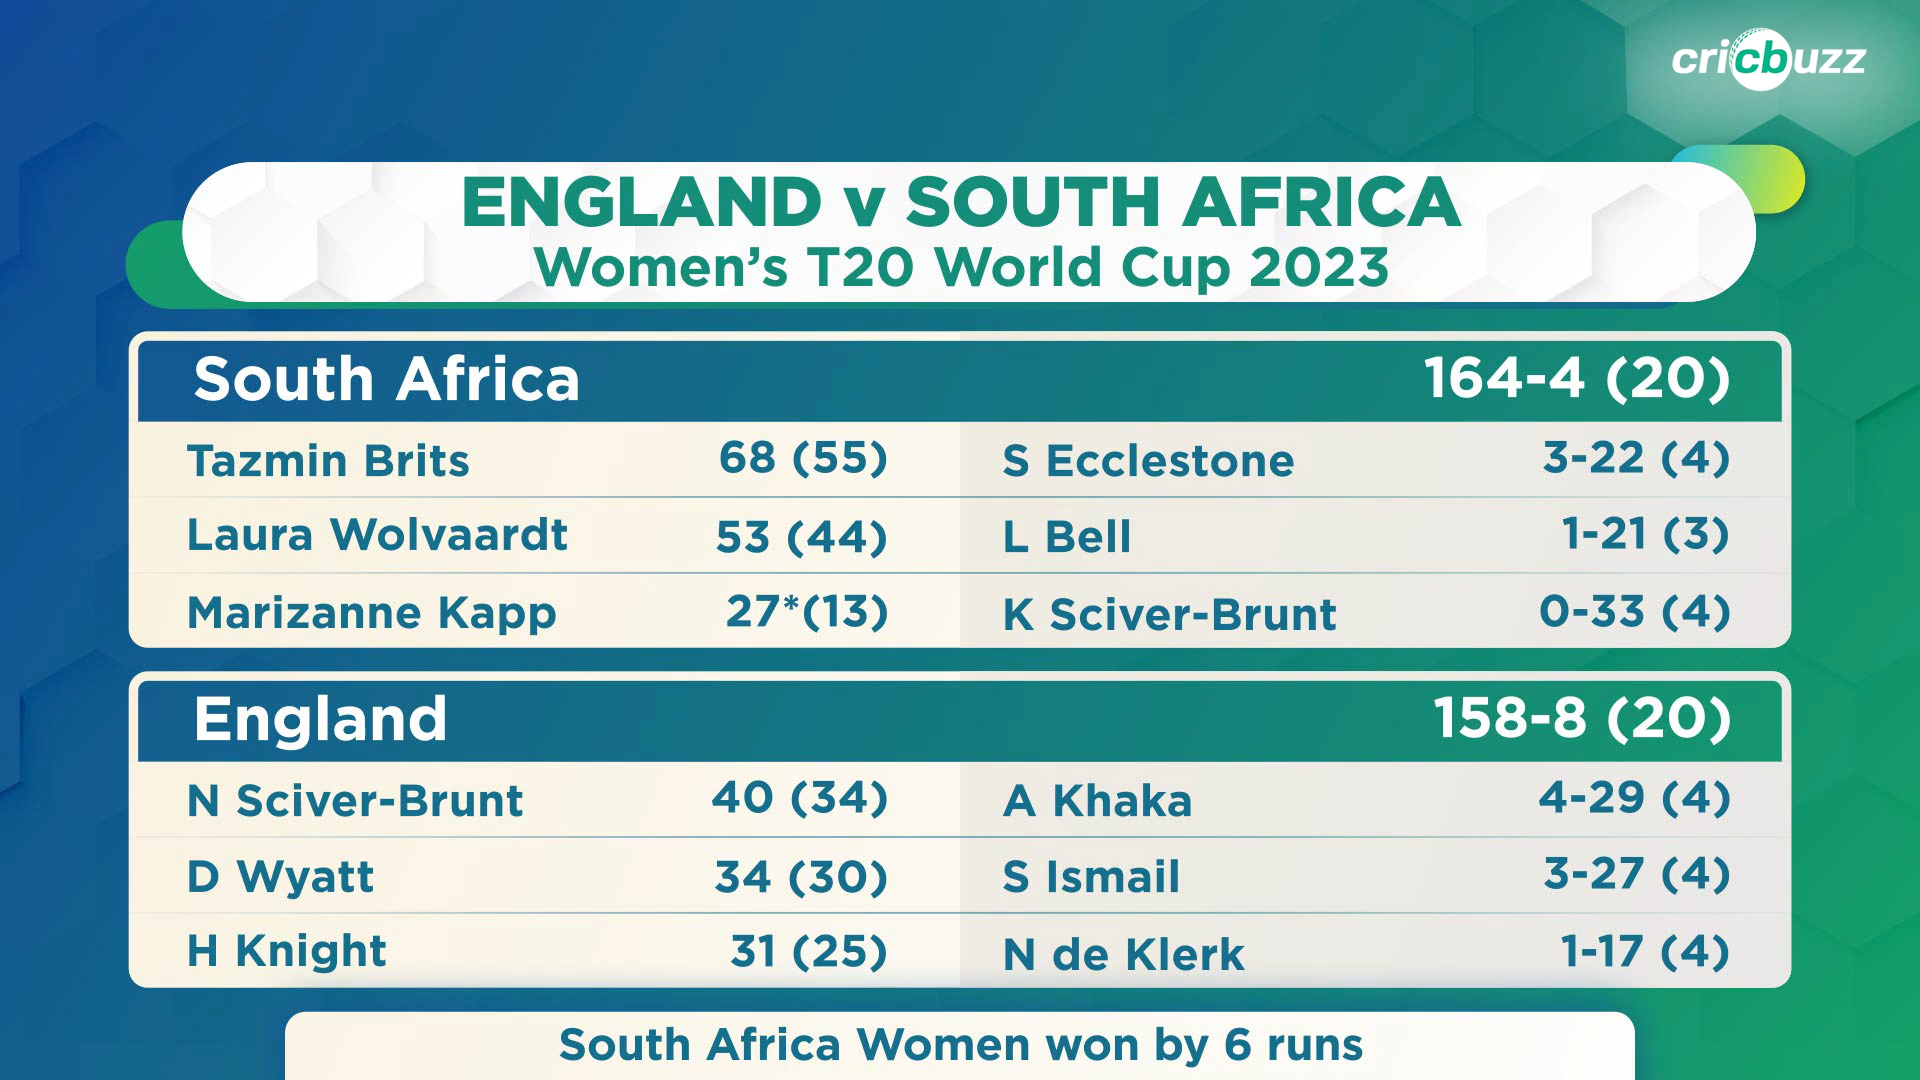 cricbuzz
ENGLAND v SOUTH AFRICA
Women's T20 World Cup 2023
South Africa 164-4 (20)
Tazmin Brits 68 (55) S Ecclestone 3-22 (4)
Laura Wolvaardt 53 (44) L Bell 1-21 (3)
Marizanne Kapp 27*(13) K Sciver-Brunt 0-33 (4)
England 158-8 (20)
N Sciver-Brunt 40 (34) A Khaka 4-29 (4)
D Wyatt 34 (30) S Ismail 3-27 (4)
H Knight 31 (25) N de Klerk 1-17 (4)
South Africa Women won by 6 runs